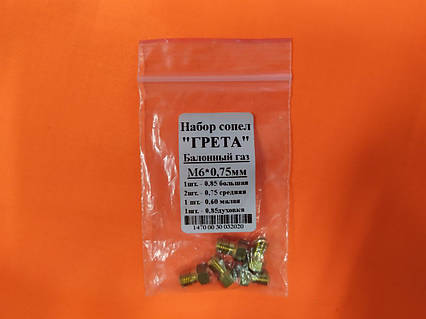 Набор сопел
"ГРЕТА"
Балонный газ
М6*0,75мм
1шт. - 0,85 большая
2шт. - 0,75 средняя
1 шт. - 0,60 малая
1шт. - 0,85духовка
1470 00 30 032020